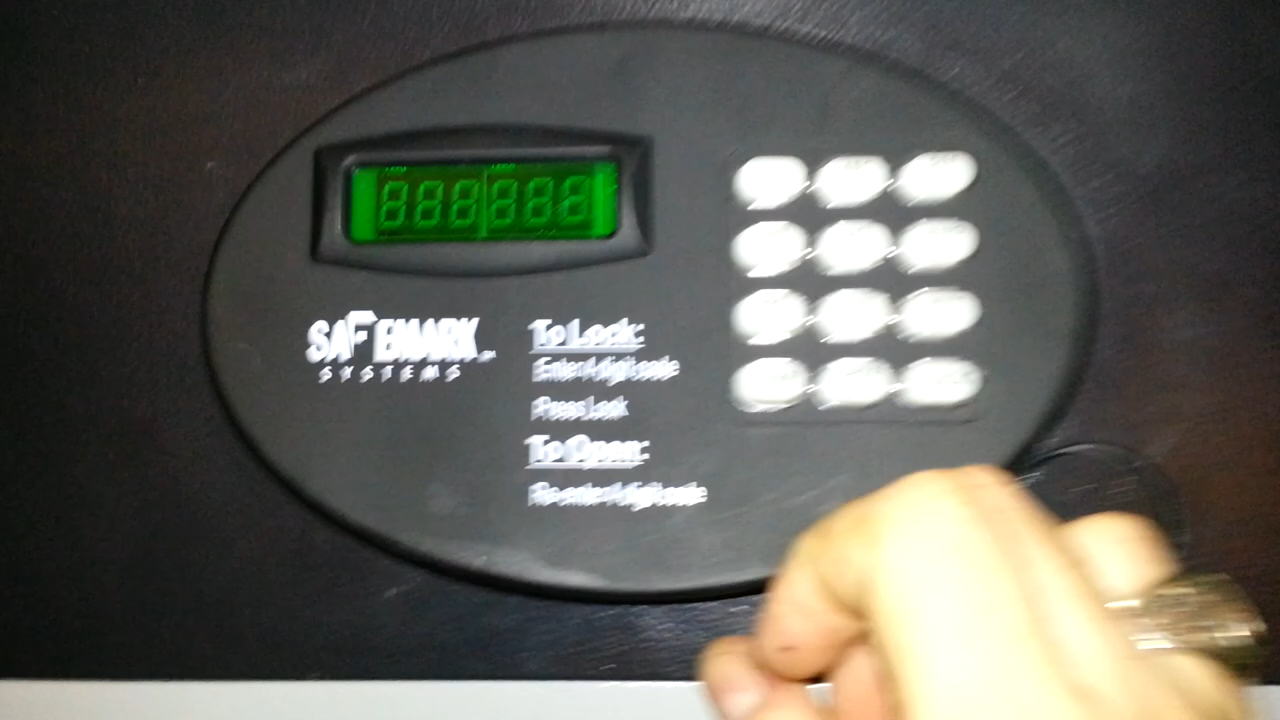 SAFEMARK
SYSTEMS
To Lock:
Enter 4 digit code
Press Lock
To Open:
Re-enter 4 digit code